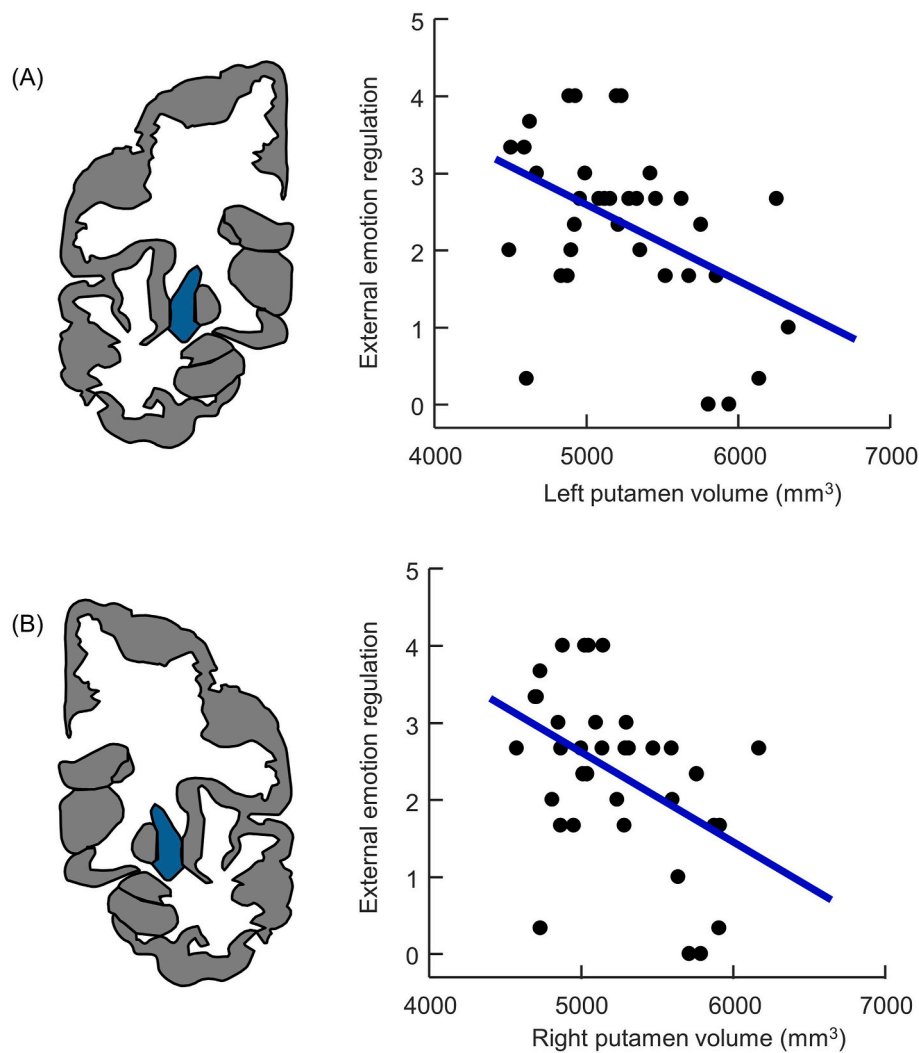 (A)
External emotion regulation
5
4
3
2
1
0
4000 5000 6000 7000
Left putamen volume (mm³)
(B)
External emotion regulation
5
4
3
2
1
0
4000 5000 6000 7000
Right putamen volume (mm³)